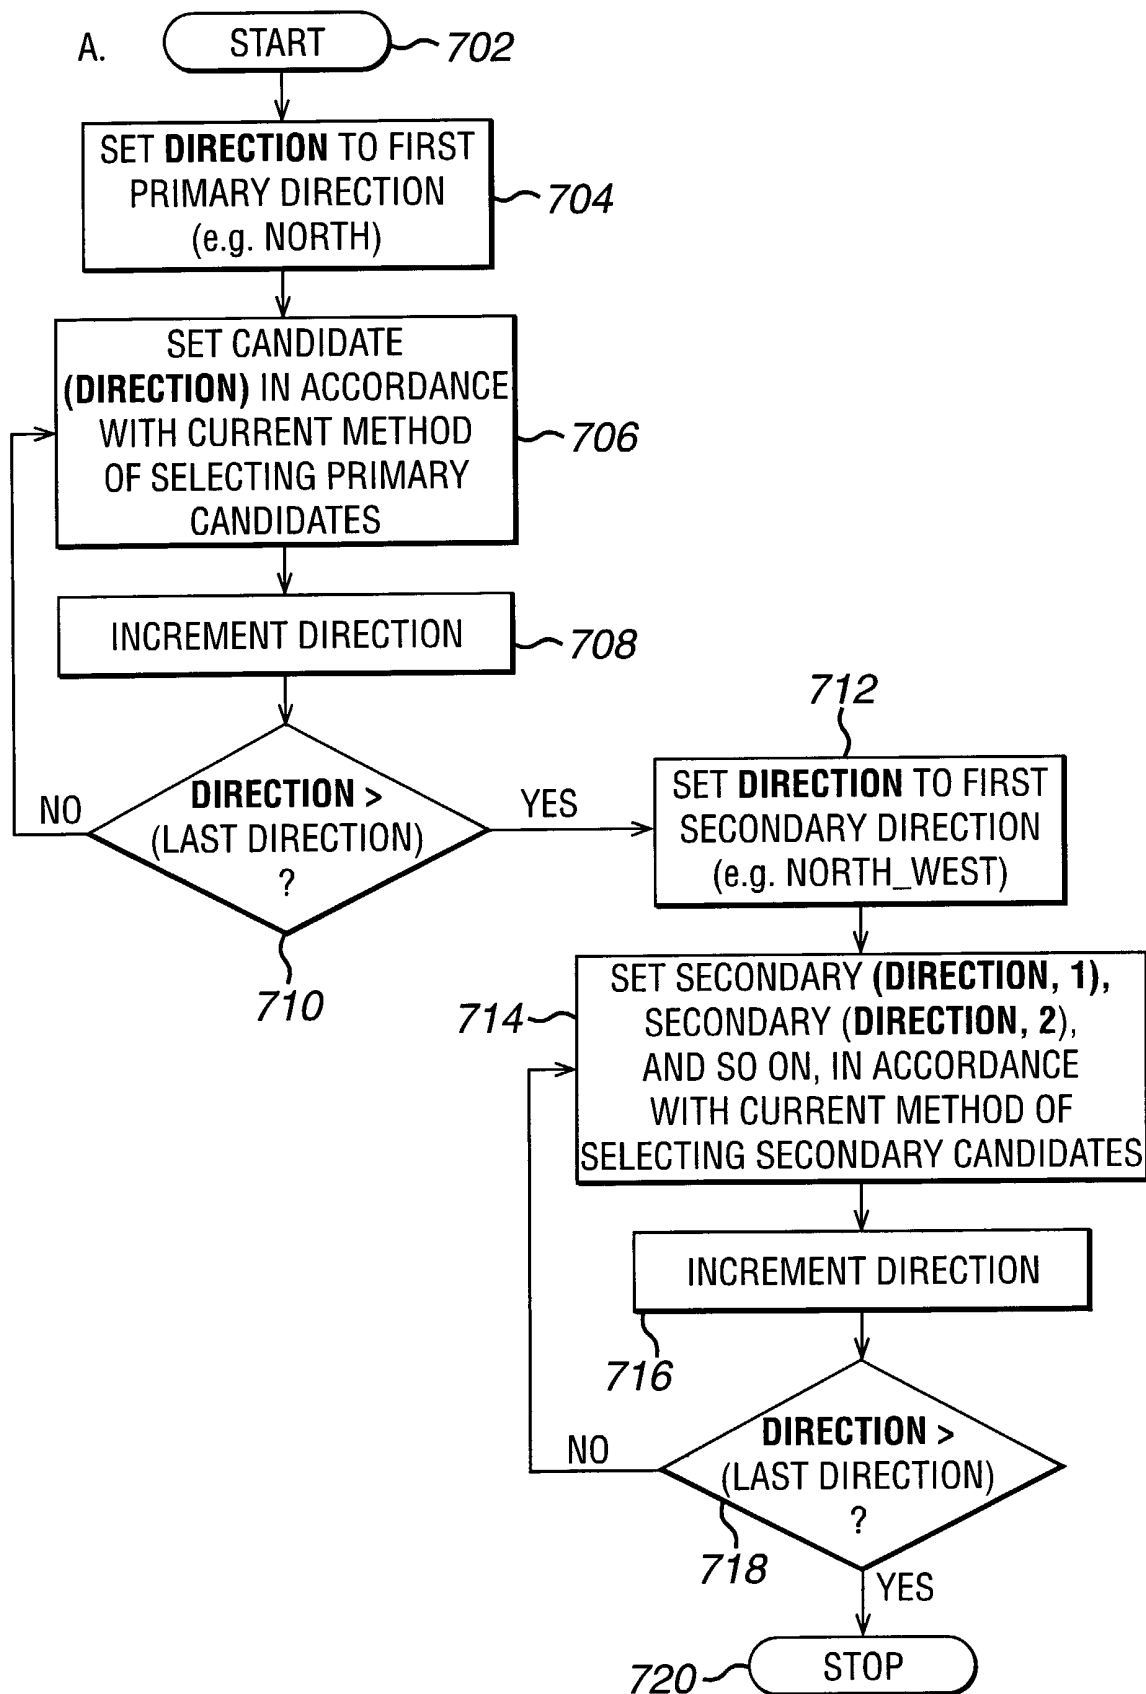 A.
START
702
SET DIRECTION TO FIRST
PRIMARY DIRECTION
(e.g. NORTH)
704
SET CANDIDATE
(DIRECTION) IN ACCORDANCE
WITH CURRENT METHOD
OF SELECTING PRIMARY
CANDIDATES
706
INCREMENT DIRECTION
708
DIRECTION >
(LAST DIRECTION)
?
NO
YES
710
712
SET DIRECTION TO FIRST
SECONDARY DIRECTION
(e.g. NORTH_WEST)
SET SECONDARY (DIRECTION, 1),
SECONDARY (DIRECTION, 2),
AND SO ON, IN ACCORDANCE
WITH CURRENT METHOD OF
SELECTING SECONDARY CANDIDATES
714
INCREMENT DIRECTION
716
DIRECTION >
(LAST DIRECTION)
?
NO
718
YES
STOP
720